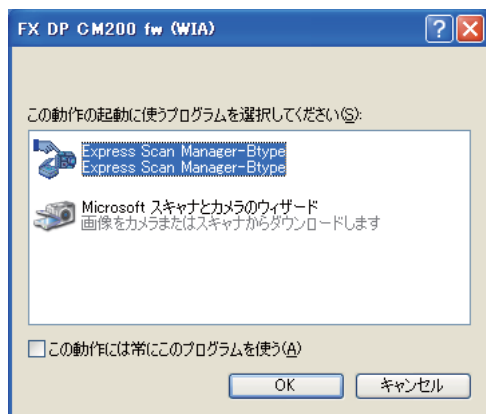 FX DP CM200 fw (WIA)
この動作の起動に使うプログラムを選択してください(S):
Express Scan Manager-Btype
Express Scan Manager-Btype
Microsoft スキャナとカメラのウィザード
画像をカメラまたはスキャナからダウンロードします
この動作には常にこのプログラムを使う(A)
OK キャンセル